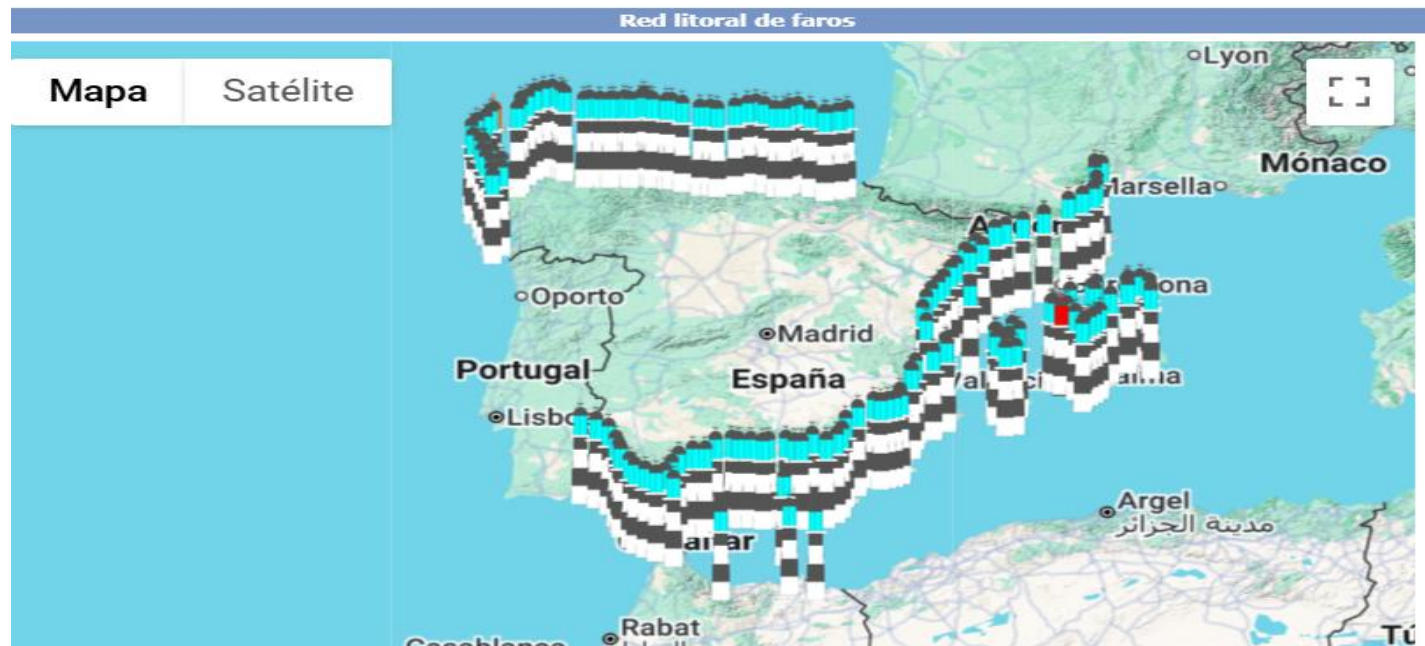 Red litoral de faros
Mapa
Satélite
Lyon
Mónaco
Marsella
Oporto
Madrid
Portugal
España
Argel
مدينة الجزائر
Rabat